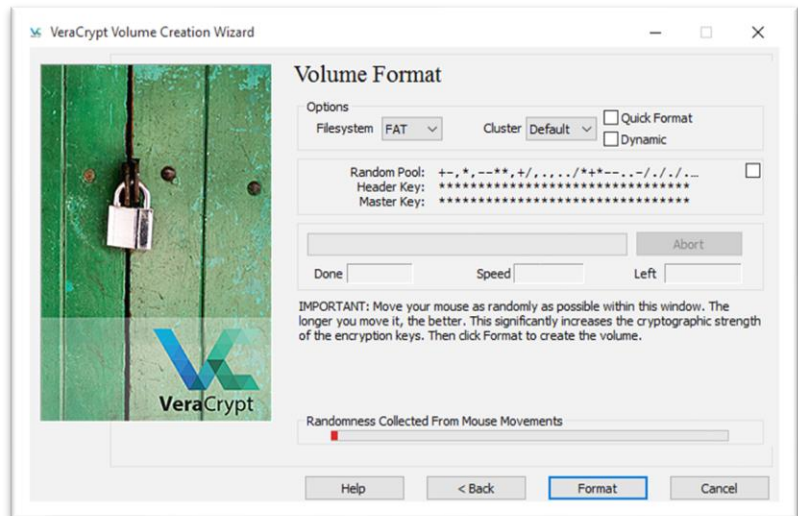 VeraCrypt Volume Creation Wizard
Volume Format
Options
Filesystem FAT Cluster Default Quick Format
Dynamic
Random Pool: +-,*,--**,+/,.,../*+*--..-/././.…
Header Key: ********************************
Master Key: ********************************
Abort
Done Speed Left
IMPORTANT: Move your mouse as randomly as possible within this window. The
longer you move it, the better. This significantly increases the cryptographic strength
of the encryption keys. Then click Format to create the volume.
VeraCrypt
Randomness Collected From Mouse Movements
Help < Back Format Cancel